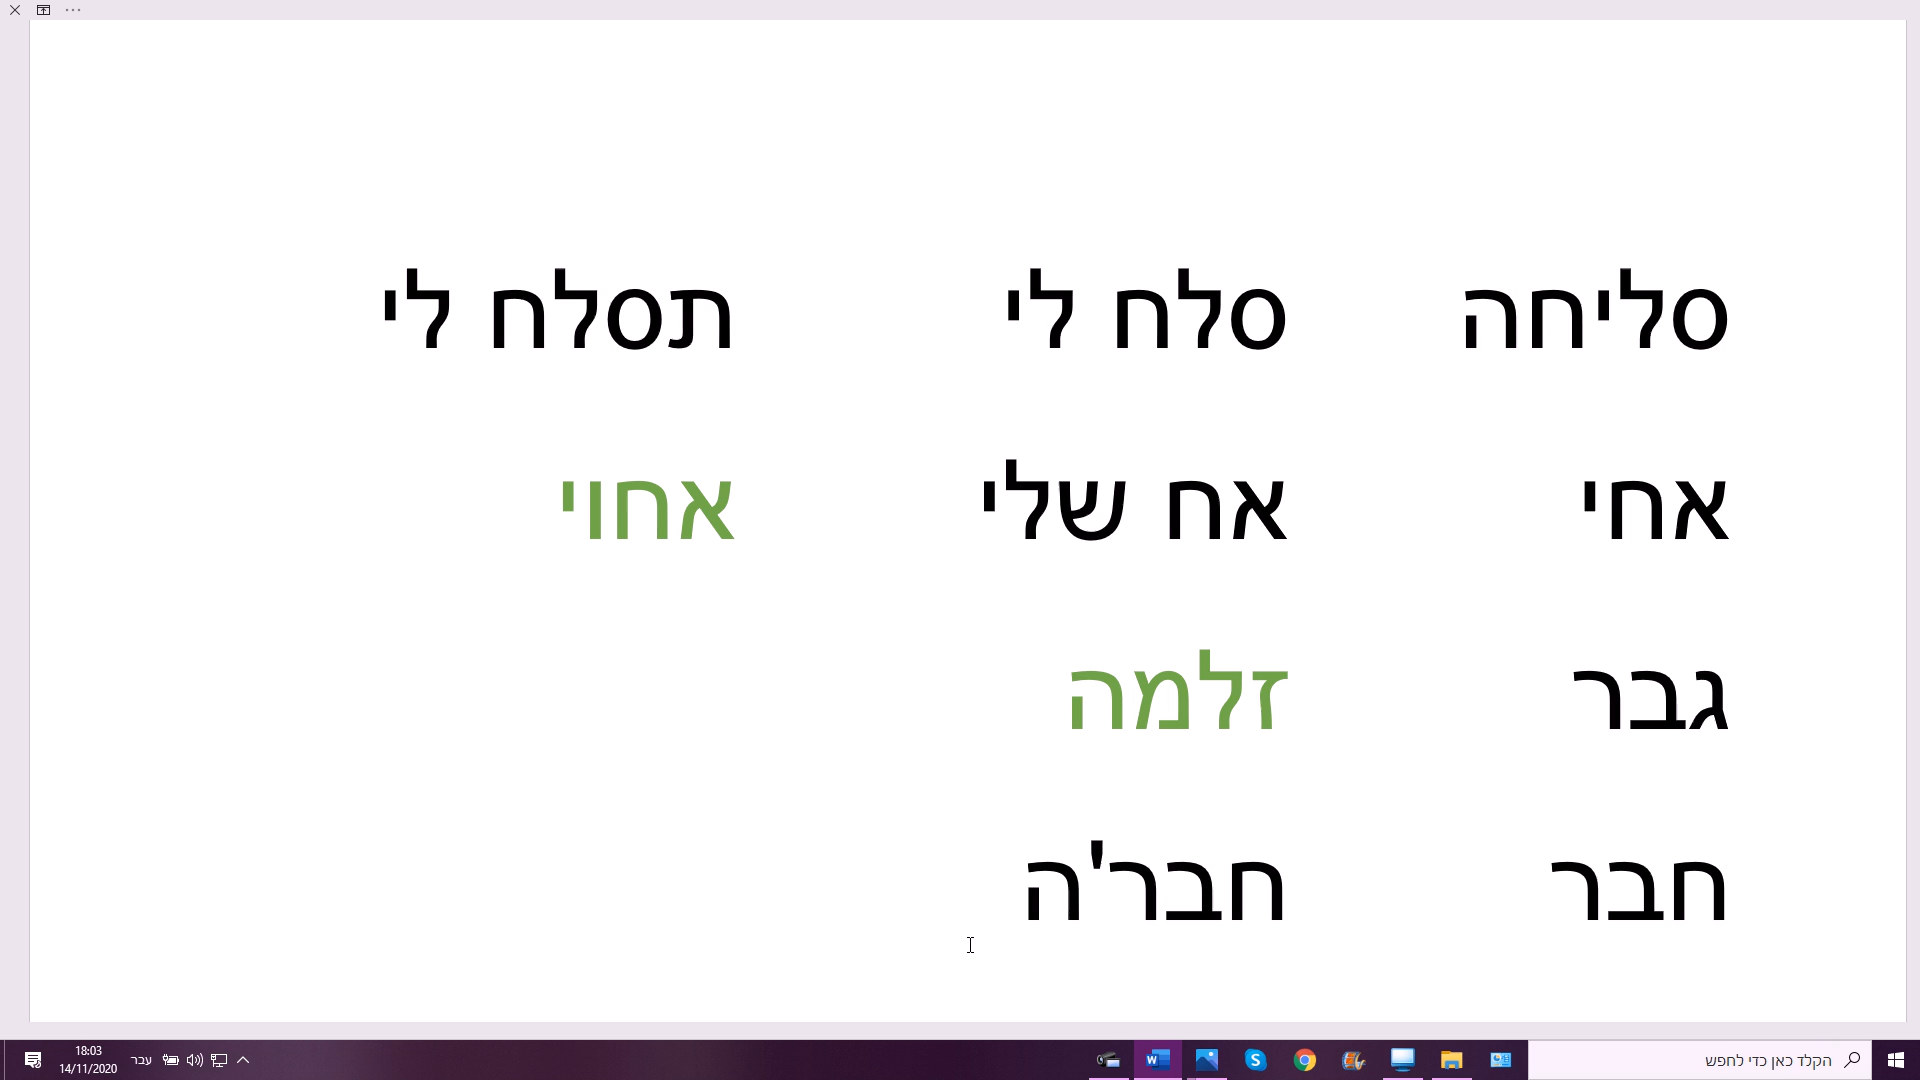 סליחה סלח לי תסלח לי
אחי אח שלי אחוי
גבר זלמה
חבר חבר'ה
הקלד כאן כדי לחפש
עבר
18:03
14/11/2020